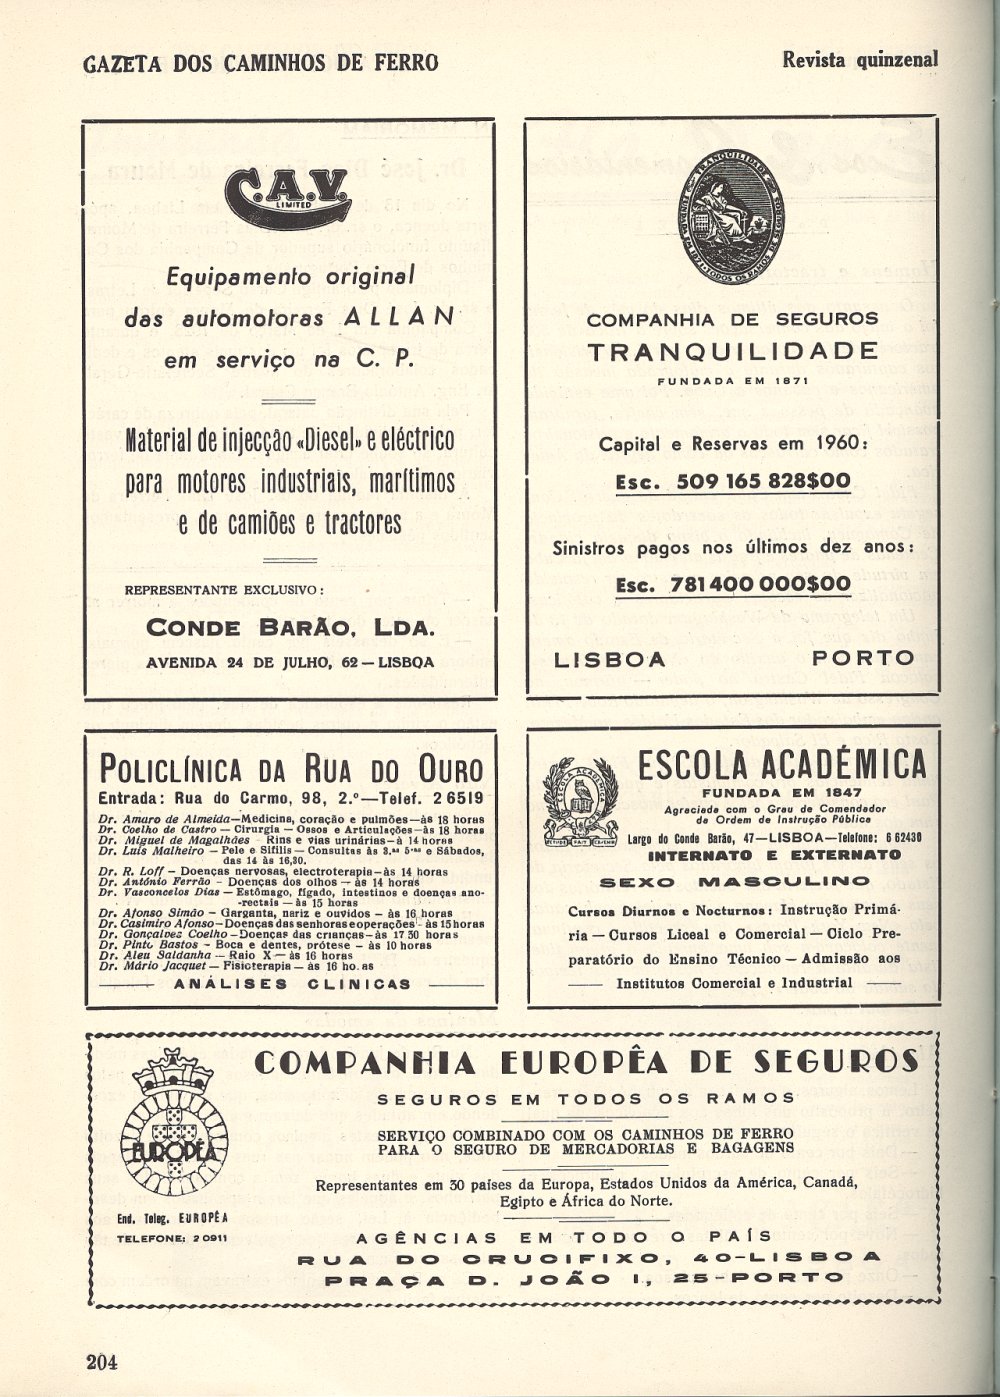 GAZETA DOS CAMINHOS DE FERRO
Revista quinzenal
C.A.V.
LIMITED
Equipamento original
das automotoras ALLAN
em serviço na C. P.
Material de injecção «Diesel» e eléctrico
para motores industriais, marítimos
e de camiões e tractores
REPRESENTANTE EXCLUSIVO:
CONDE BARÃO, LDA.
AVENIDA 24 DE JULHO, 62 — LISBOA
COMPANHIA DE SEGUROS
TRANQUILIDADE
FUNDADA EM 1871
Capital e Reservas em 1960:
Esc. 509 165 828$00
Sinistros pagos nos últimos dez anos:
Esc. 781400 000$00
LISBOA PORTO
POLICLÍNICA DA RUA DO OURO
Entrada: Rua do Carmo, 98, 2.º — Telef. 2 6519
Dr. Amaro de Almeida — Medicina, coração e pulmões — às 18 horas
Dr. Coelho de Castro — Cirurgia — Ossos e Articulações — às 18 horas
Dr. Miguel de Magalhães — Rins e vias urinárias — à 14 horas
Dr. Luís Malheiro — Pele e Sífilis — Consultas às 3.as 5.as e Sábados,
das 14 às 16,30.
Dr. R. Loff — Doenças nervosas, electroterapia — às 14 horas
Dr. António Ferrão — Doenças dos olhos — às 14 horas
Dr. Vasconcelos Dias — Estômago, fígado, intestinos e doenças ano-
-rectais — às 15 horas
Dr. Afonso Simão — Garganta, nariz e ouvidos — às 16 horas
Dr. Casimiro Afonso — Doenças das senhoras e operações — às 15 horas
Dr. Gonçalvez Coelho — Doenças das crianças — às 17 30 horas
Dr. Pinto Bastos — Boca e dentes, prótese — às 10 horas
Dr. Aleu Saldanha — Raio X — às 16 horas
Dr. Mário Jacquet — Fisioterapia — às 16 ho.as
ANALISES CLINICAS
ESCOLA ACADÉMICA
FUNDADA EM 1847
Agraciada com o Grau de Comendador
da Ordem de Instrução Pública
Largo do Conde Barão, 47 — LISBOA — Telefone: 6 62430
INTERNATO E EXTERNATO
SEXO MASCULINO
Cursos Diurnos e Nocturnos: Instrução Primá-
ria — Cursos Liceal e Comercial — Ciclo Pre-
paratório do Ensino Técnico — Admissão aos
Institutos Comercial e Industrial
COMPANHIA EUROPÊA DE SEGUROS
SEGUROS EM TODOS OS RAMOS
SERVIÇO COMBINADO COM OS CAMINHOS DE FERRO
PARA O SEGURO DE MERCADORIAS E BAGAGENS
EUROPÊA
Representantes em 30 países da Europa, Estados Unidos da América, Canadá,
Egipto e África do Norte.
End. Teleg. EUROPÊA
TELEFONE: 2 0911
AGÊNCIAS EM TODO O PAÍS
RUA DO CRUCIFIXO, 40-LISBOA
PRAÇA D. JOÃO I, 25-PORTO
204